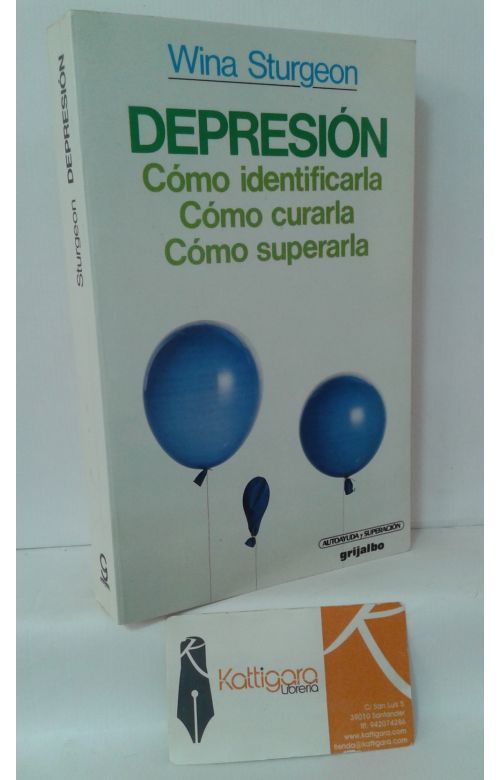 Wina Sturgeon
DEPRESIÓN
Cómo identificarla
Cómo curarla
Cómo superarla
AUTOAYUDA y SUPERACIÓN
grijalbo
Sturgeon DEPRESIÓN
Kattigara
Librería
C/ San Luis 5
39010 Santander
tlf: 942074286
www.kattigara.com
tienda@kattigara.com